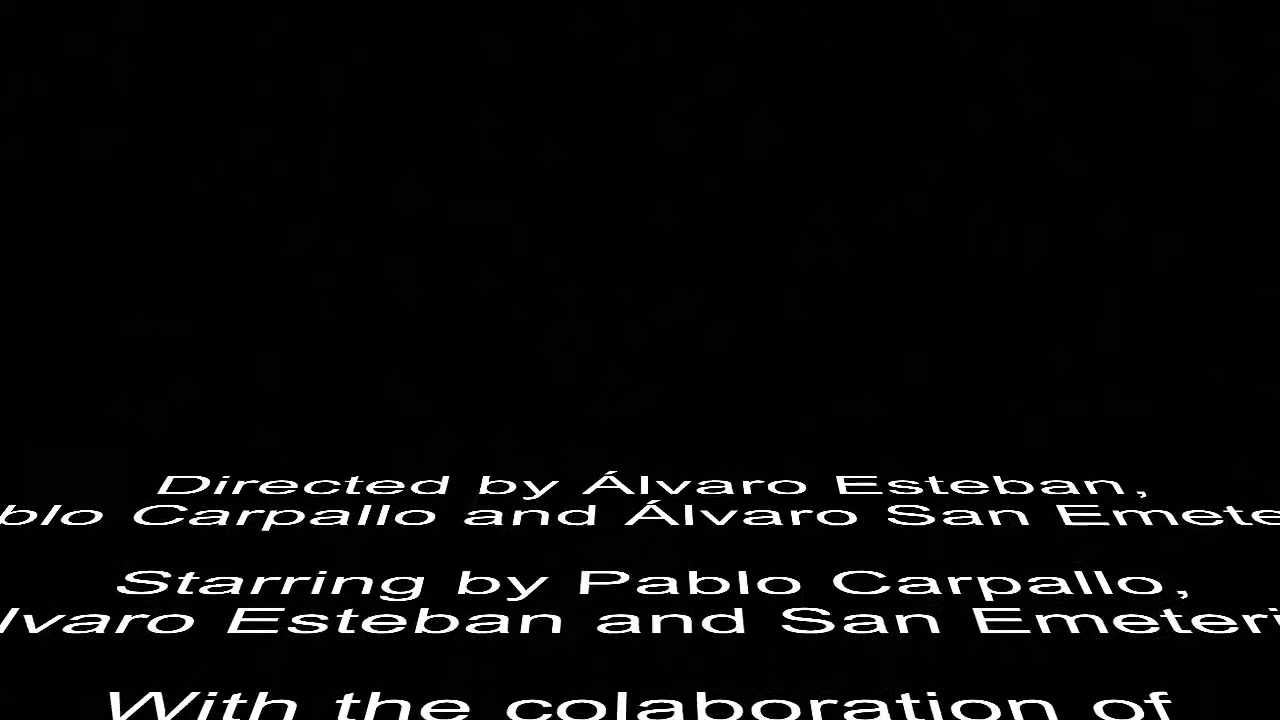 Directed by Álvaro Esteban,
blo Carpallo and Álvaro San Emete
Starring by Pablo Carpallo,
lvaro Esteban and San Emeteri
With the colaboration of